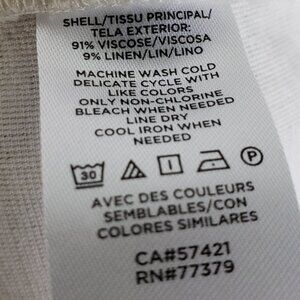 SHELL/TISSU PRINCIPAL/
TELA EXTERIOR:
91% VISCOSE/VISCOSA
9% LINEN/LIN/LINO
MACHINE WASH COLD
DELICATE CYCLE WITH
LIKE COLORS
ONLY NON-CHLORINE
BLEACH WHEN NEEDED
LINE DRY
COOL IRON WHEN
NEEDED
30 P
AVEC DES COULEURS
SEMBLABLES/CON
COLORES SIMILARES
CA#57421
RN#77379